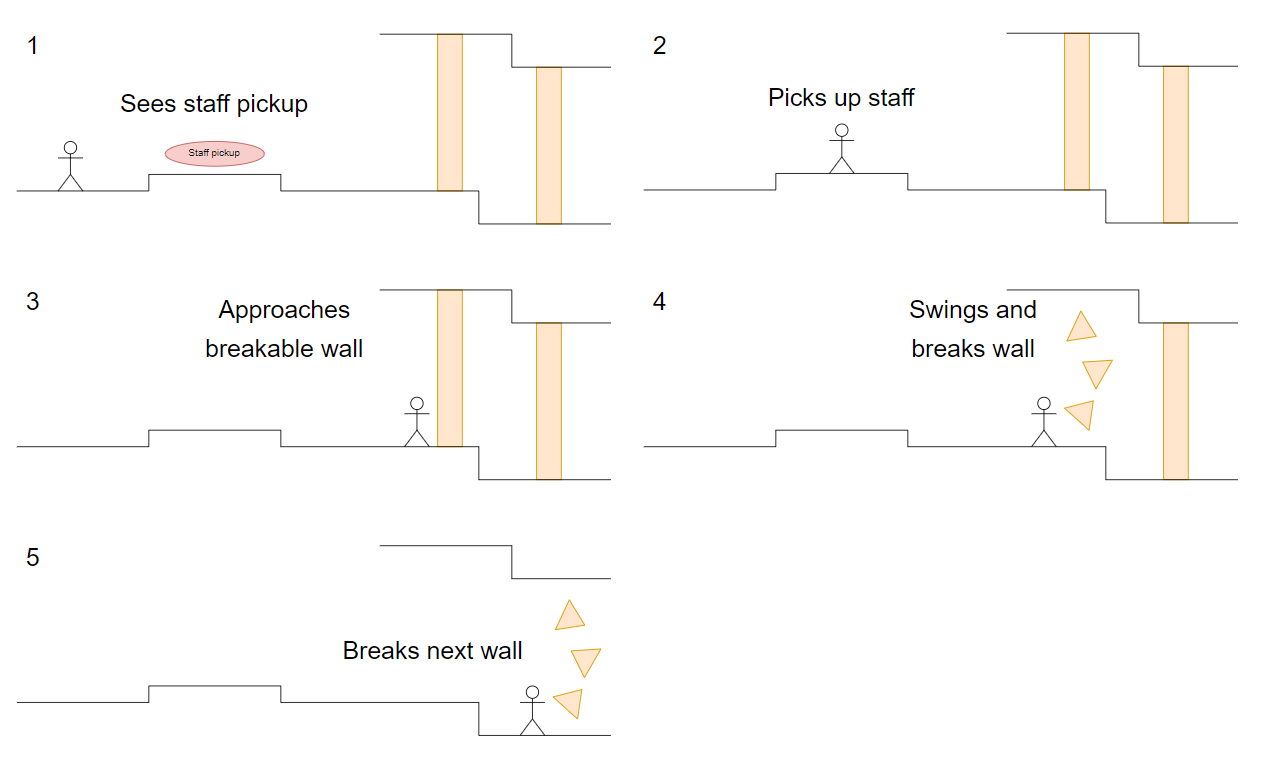 1
Sees staff pickup
Staff pickup
2
Picks up staff
3
Approaches
breakable wall
4
Swings and
breaks wall
5
Breaks next wall